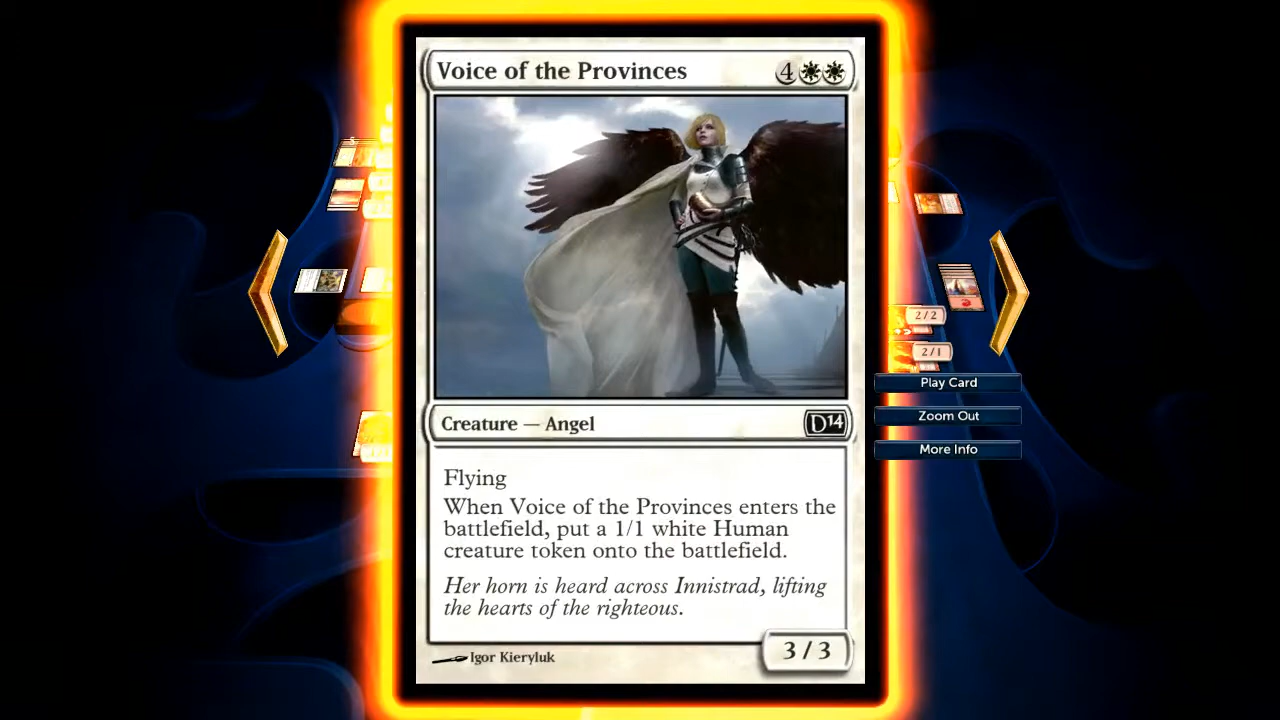 Voice of the Provinces 4
Creature — Angel D14
Flying
When Voice of the Provinces enters the
battlefield, put a 1/1 white Human
creature token onto the battlefield.
Her horn is heard across Innistrad, lifting
the hearts of the righteous.
Igor Kieryluk
3 / 3
2 / 2
2 / 1
Play Card
Zoom Out
More Info